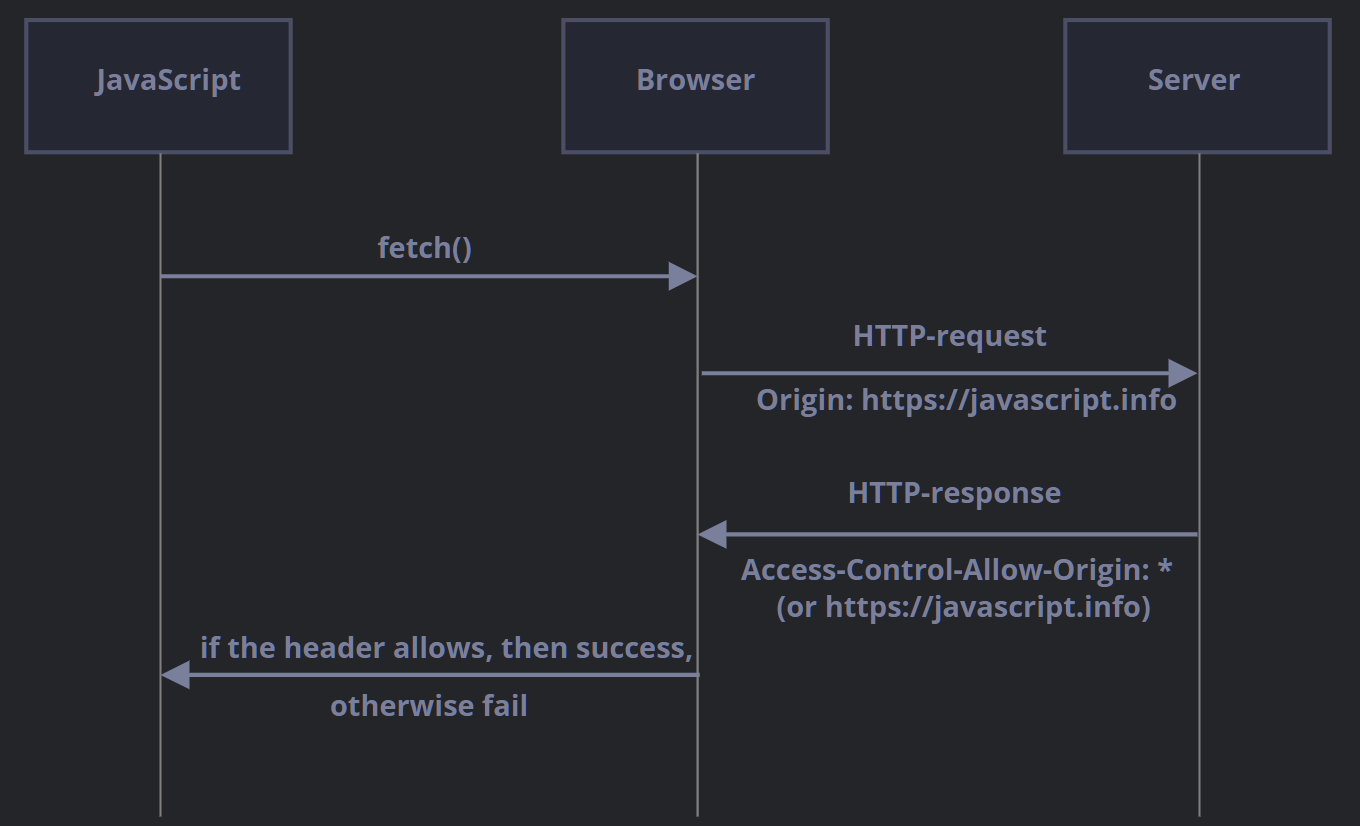 JavaScript
Browser
Server
fetch()
HTTP-request
Origin: https://javascript.info
HTTP-response
Access-Control-Allow-Origin: *
(or https://javascript.info)
if the header allows, then success,
otherwise fail